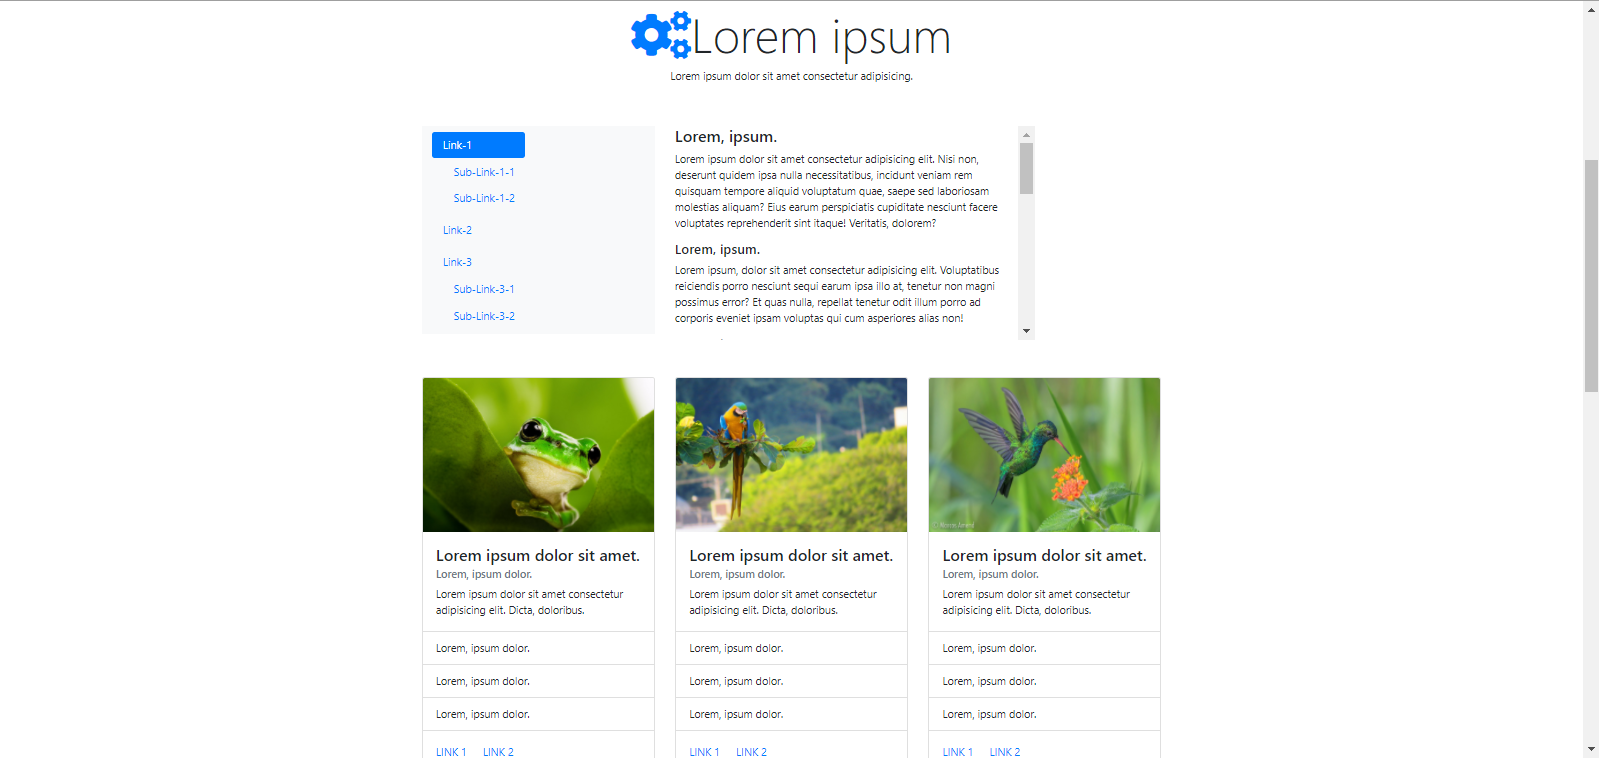 Lorem ipsum
Lorem ipsum dolor sit amet consectetur adipisicing.
Link-1
Sub-Link-1-1
Sub-Link-1-2
Link-2
Link-3
Sub-Link-3-1
Sub-Link-3-2
Lorem, ipsum.
Lorem ipsum dolor sit amet consectetur adipisicing elit. Nisi non,
deserunt quidem ipsa nulla necessitatibus, incidunt veniam rem
quisquam tempore aliquid voluptatum quae, saepe sed laboriosam
molestias aliquam? Eius earum perspiciatis cupiditate nesciunt facere
voluptates reprehenderit sint itaque! Veritatis, dolorem?
Lorem, ipsum.
Lorem ipsum, dolor sit amet consectetur adipisicing elit. Voluptatibus
reiciendis porro nesciunt sequi earum ipsa illo at, tenetur non magni
possimus error? Et quas nulla, repellat tenetur odit illum porro ad
corporis eveniet ipsam voluptas qui cum asperiores alias non!
Lorem ipsum dolor sit amet.
Lorem, ipsum dolor.
Lorem ipsum dolor sit amet consectetur
adipisicing elit. Dicta, doloribus.
Lorem, ipsum dolor.
Lorem, ipsum dolor.
Lorem, ipsum dolor.
LINK 1 LINK 2
Lorem ipsum dolor sit amet.
Lorem, ipsum dolor.
Lorem ipsum dolor sit amet consectetur
adipisicing elit. Dicta, doloribus.
Lorem, ipsum dolor.
Lorem, ipsum dolor.
Lorem, ipsum dolor.
LINK 1 LINK 2
Lorem ipsum dolor sit amet.
Lorem, ipsum dolor.
Lorem ipsum dolor sit amet consectetur
adipisicing elit. Dicta, doloribus.
Lorem, ipsum dolor.
Lorem, ipsum dolor.
Lorem, ipsum dolor.
LINK 1 LINK 2